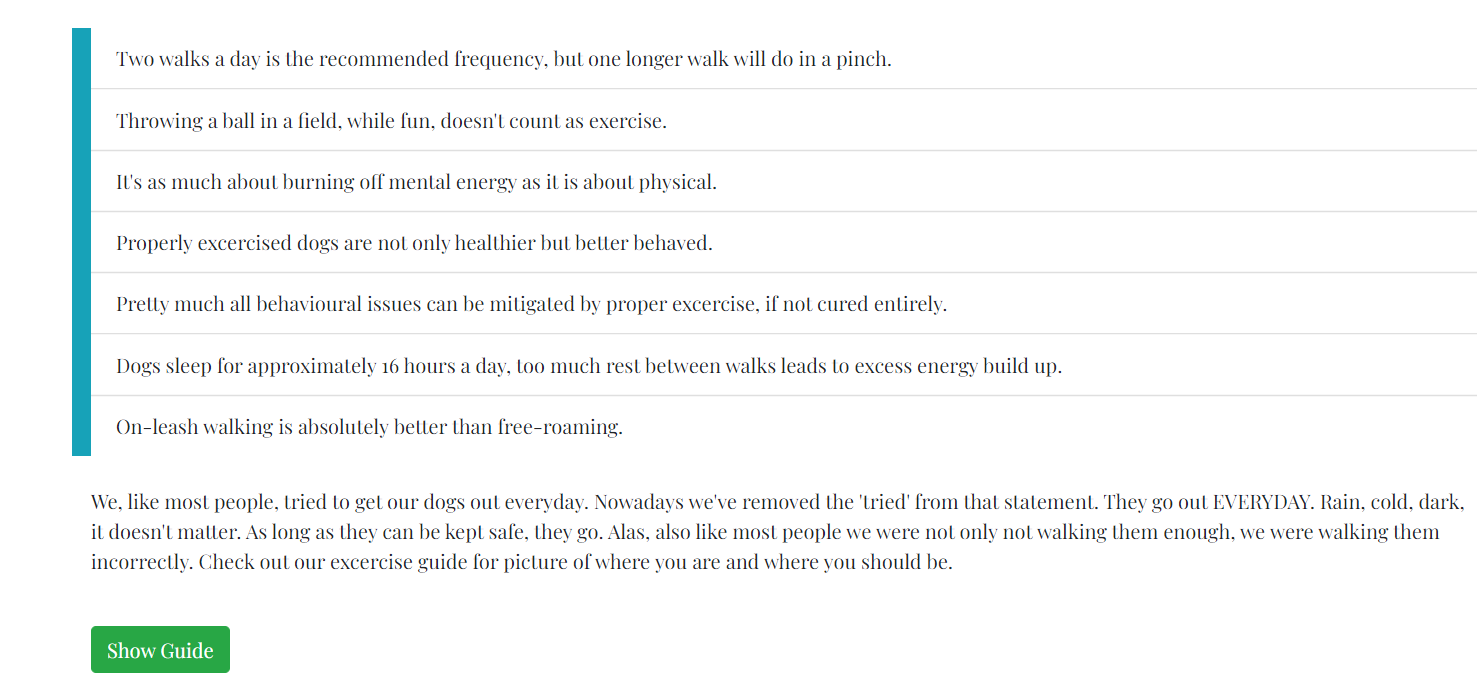 Two walks a day is the recommended frequency, but one longer walk will do in a pinch.
Throwing a ball in a field, while fun, doesn't count as exercise.
It's as much about burning off mental energy as it is about physical.
Properly excercised dogs are not only healthier but better behaved.
Pretty much all behavioural issues can be mitigated by proper excercise, if not cured entirely.
Dogs sleep for approximately 16 hours a day, too much rest between walks leads to excess energy build up.
On-leash walking is absolutely better than free-roaming.
We, like most people, tried to get our dogs out everyday. Nowadays we've removed the 'tried' from that statement. They go out EVERYDAY. Rain, cold, dark,
it doesn't matter. As long as they can be kept safe, they go. Alas, also like most people we were not only not walking them enough, we were walking them
incorrectly. Check out our excercise guide for picture of where you are and where you should be.
Show Guide